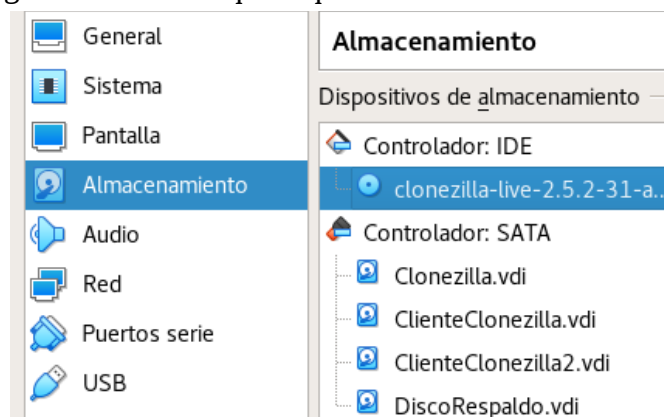 General
Sistema
Pantalla
Almacenamiento
Audio
Red
Puertos serie
USB
Almacenamiento
Dispositivos de almacenamiento
Controlador: IDE
clonezilla-live-2.5.2-31-a..
Controlador: SATA
Clonezilla.vdi
ClienteClonezilla.vdi
ClienteClonezilla2.vdi
DiscoRespaldo.vdi